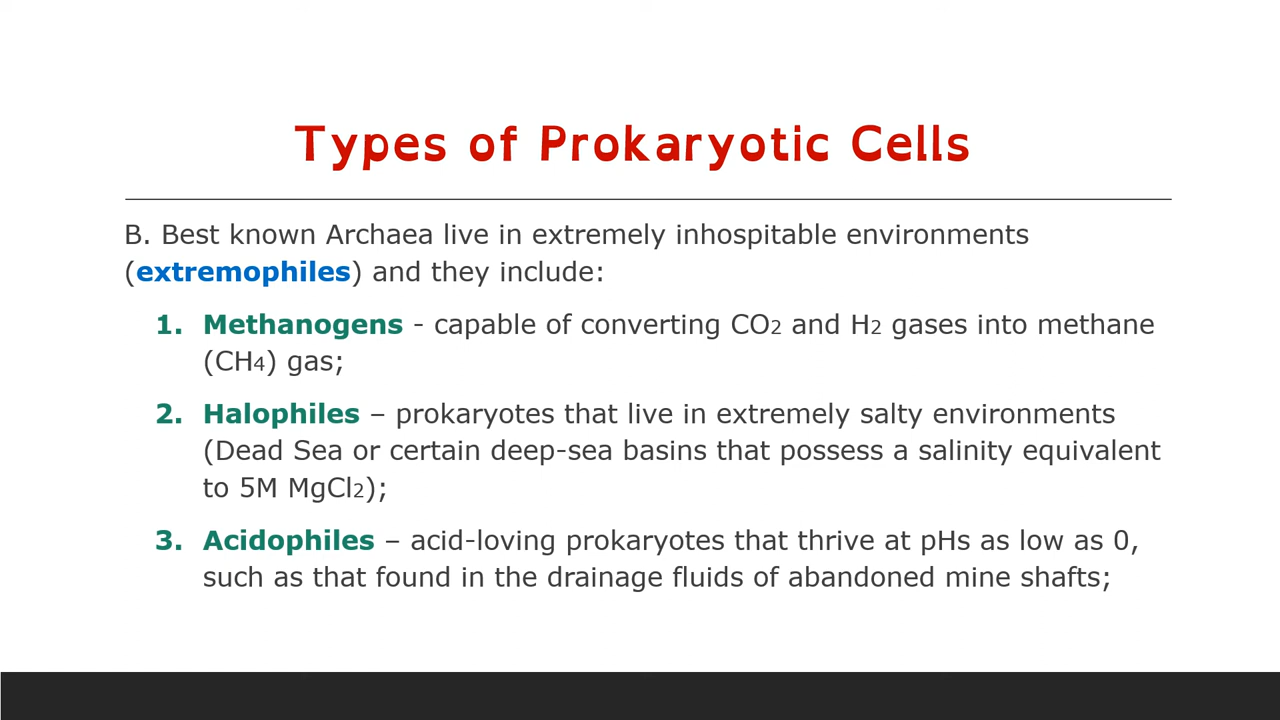 Types of Prokaryotic Cells
B. Best known Archaea live in extremely inhospitable environments
(extremophiles) and they include:
1. Methanogens - capable of converting CO₂ and H₂ gases into methane
(CH₄) gas;
2. Halophiles – prokaryotes that live in extremely salty environments
(Dead Sea or certain deep-sea basins that possess a salinity equivalent
to 5M MgCl₂);
3. Acidophiles – acid-loving prokaryotes that thrive at pHs as low as 0,
such as that found in the drainage fluids of abandoned mine shafts;